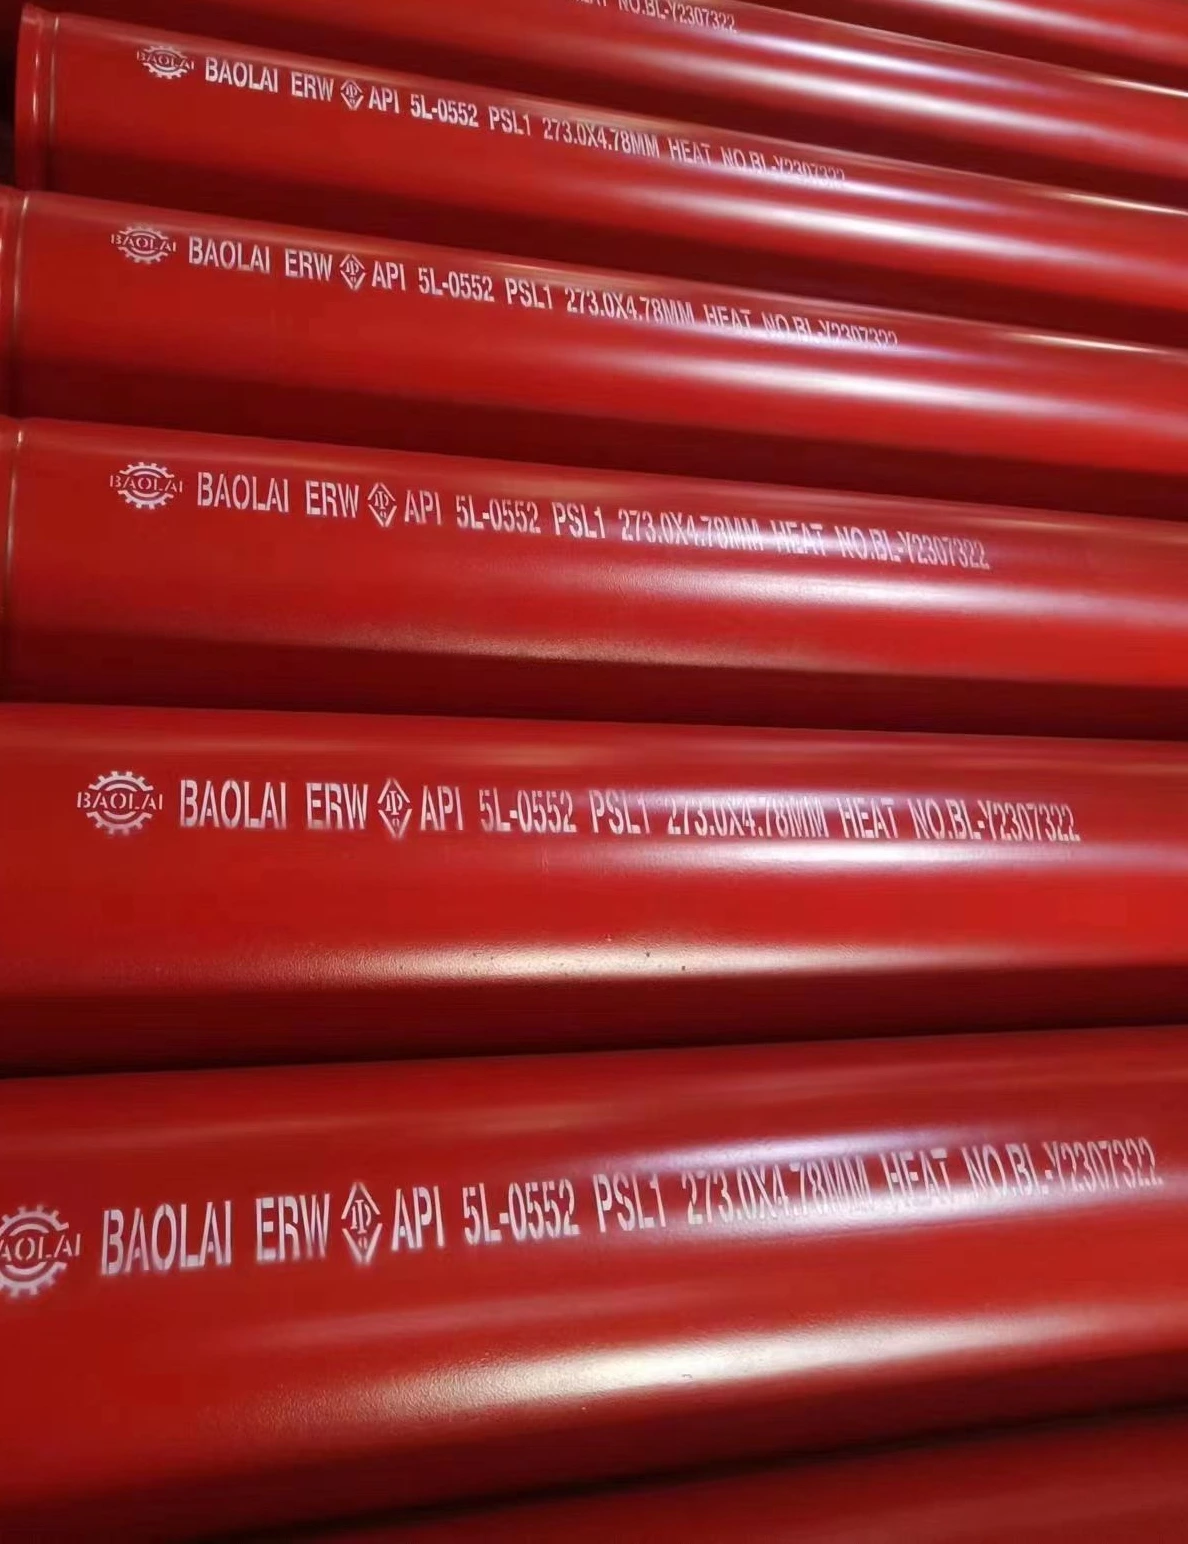 NO.BL-Y2307322
BAOLAI BAOLAI ERW API 5L-0552 PSL1 273.0X4.78MM HEAT NO.BL-Y2307322
BAOLAI BAOLAI ERW API 5L-0552 PSL1 273.0X4.78MM HEAT NO.BL-Y2307322
BAOLAI BAOLAI ERW API 5L-0552 PSL1 273.0X4.78MM HEAT NO.BL-Y2307322
BAOLAI BAOLAI ERW API 5L-0552 PSL1 273.0X4.78MM HEAT NO.BL-Y2307322
BAOLAI BAOLAI ERW API 5L-0552 PSL1 273.0X4.78MM HEAT NO.BL-Y2307322